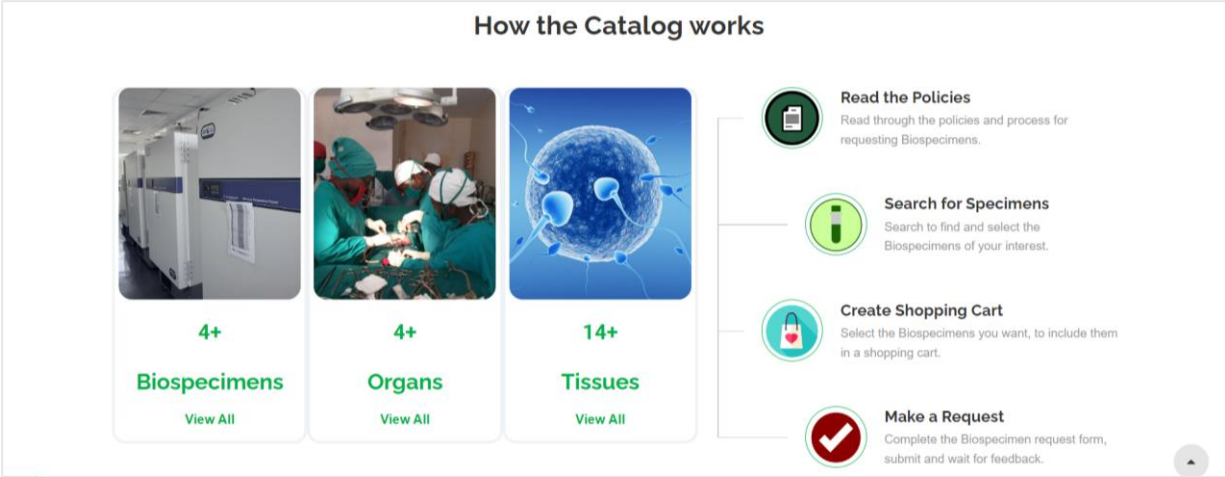 How the Catalog works
4+
Biospecimens
View All
4+
Organs
View All
14+
Tissues
View All
Read the Policies
Read through the policies and process for
requesting Biospecimens.
Search for Specimens
Search to find and select the
Biospecimens of your interest.
Create Shopping Cart
Select the Biospecimens you want, to include them
in a shopping cart.
Make a Request
Complete the Biospecimen request form,
submit and wait for feedback.